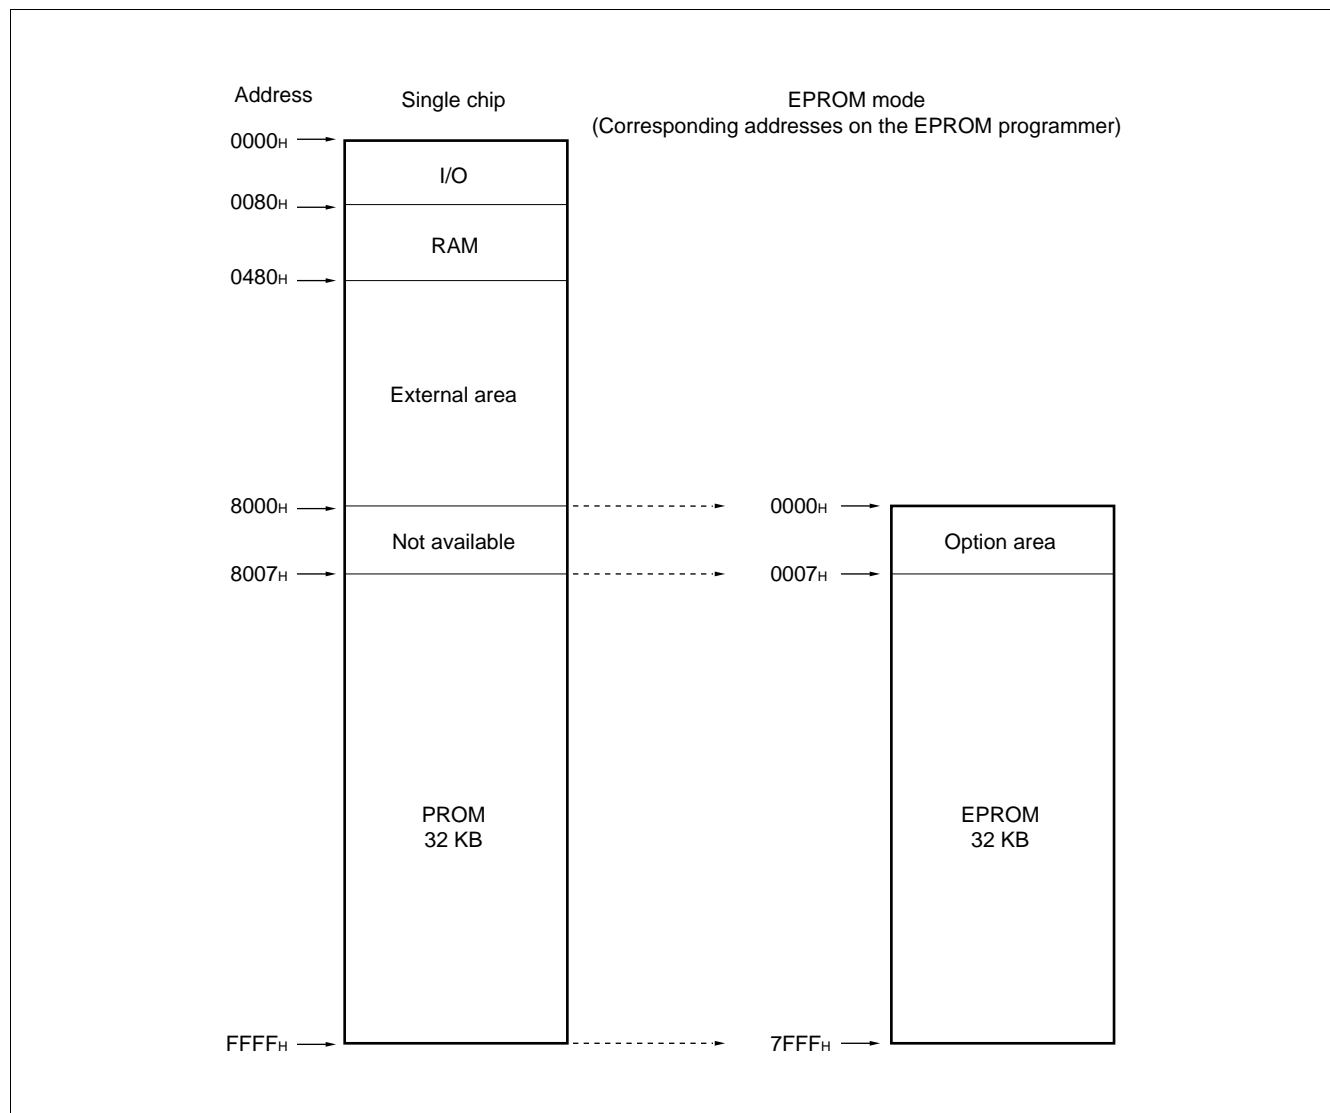 Address
Single chip
EPROM mode
(Corresponding addresses on the EPROM programmer)
0000H
I/O
0080H
RAM
0480H
External area
8000H
0000H
Not available
Option area
8007H
0007H
PROM
32 KB
EPROM
32 KB
FFFFH
7FFFH